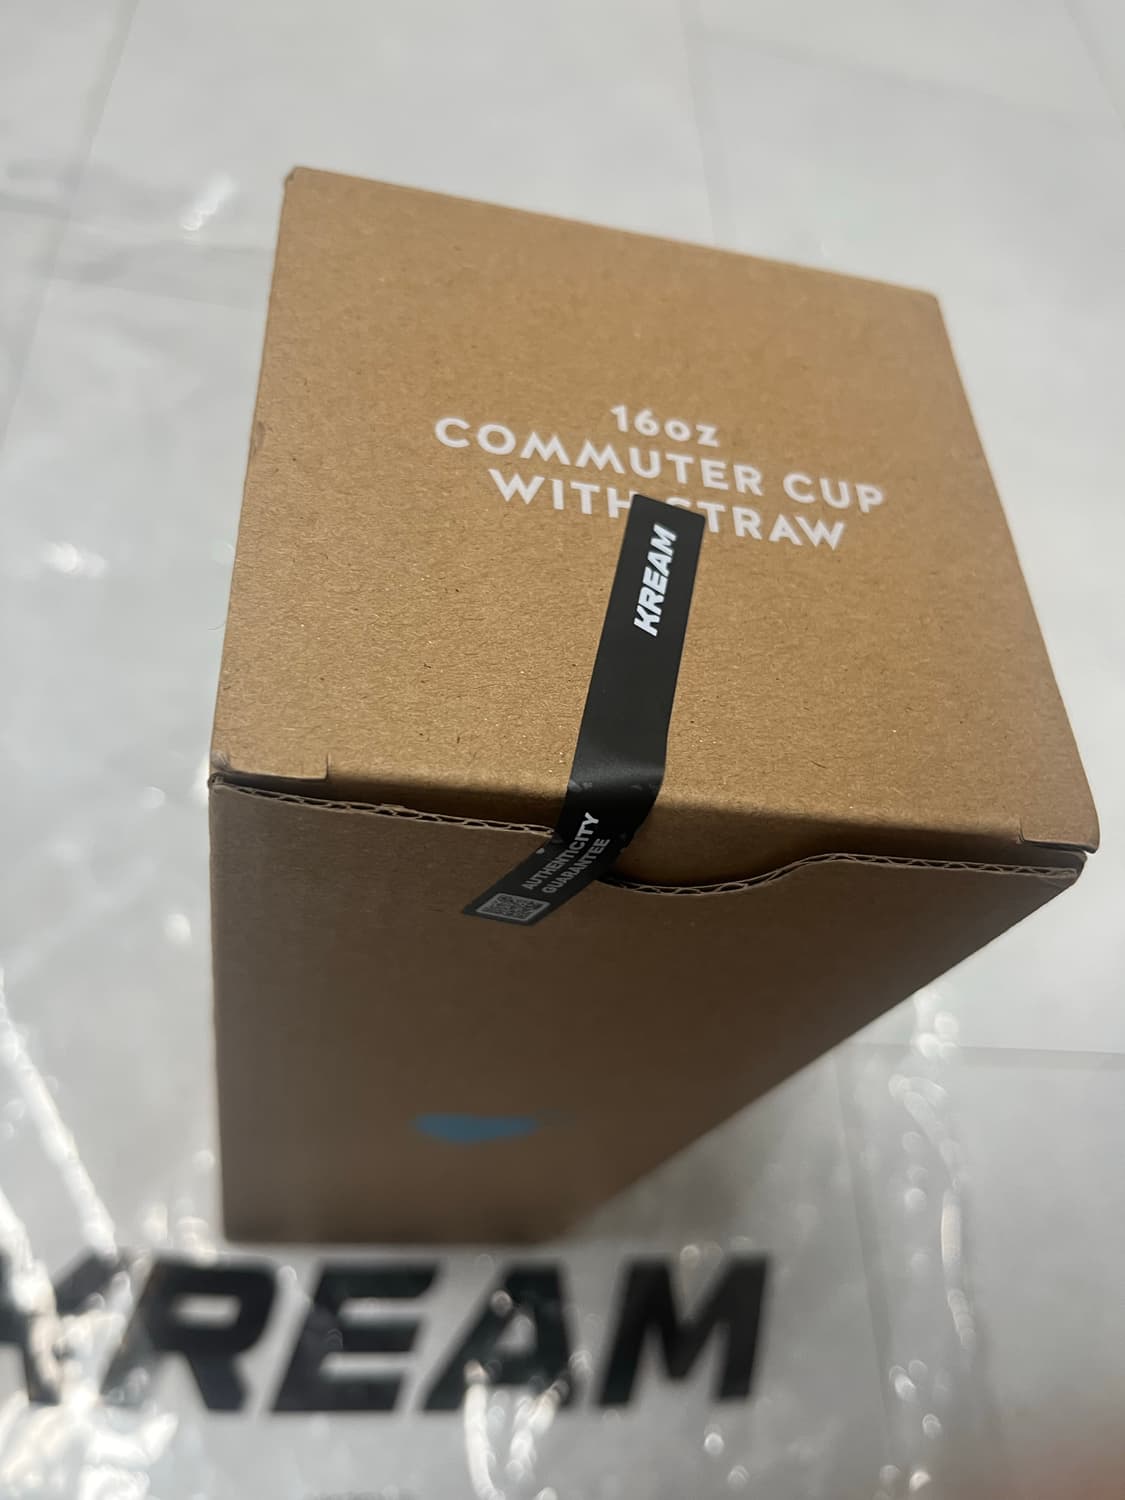 16oz
COMMUTER CUP
WITH STRAW
KREAM
AUTHENTICITY
GUARANTEE
KREAM